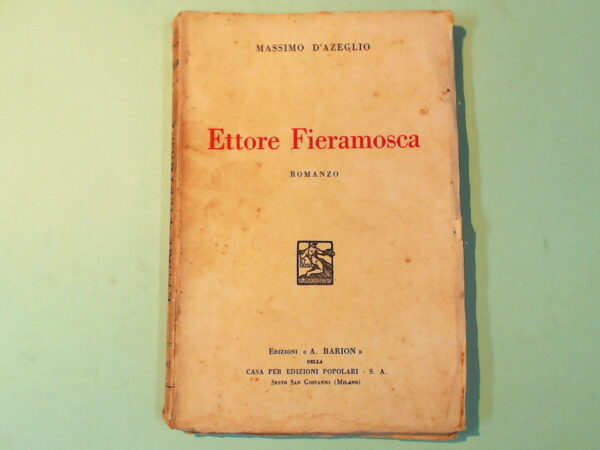 MASSIMO D'AZEGLIO
Ettore Fieramosca
ROMANZO
EDIZIONI « A. BARION »
DELLA
CASA PER EDIZIONI POPOLARI - S. A.
SESTO SAN GIOVANNI (MILANO)